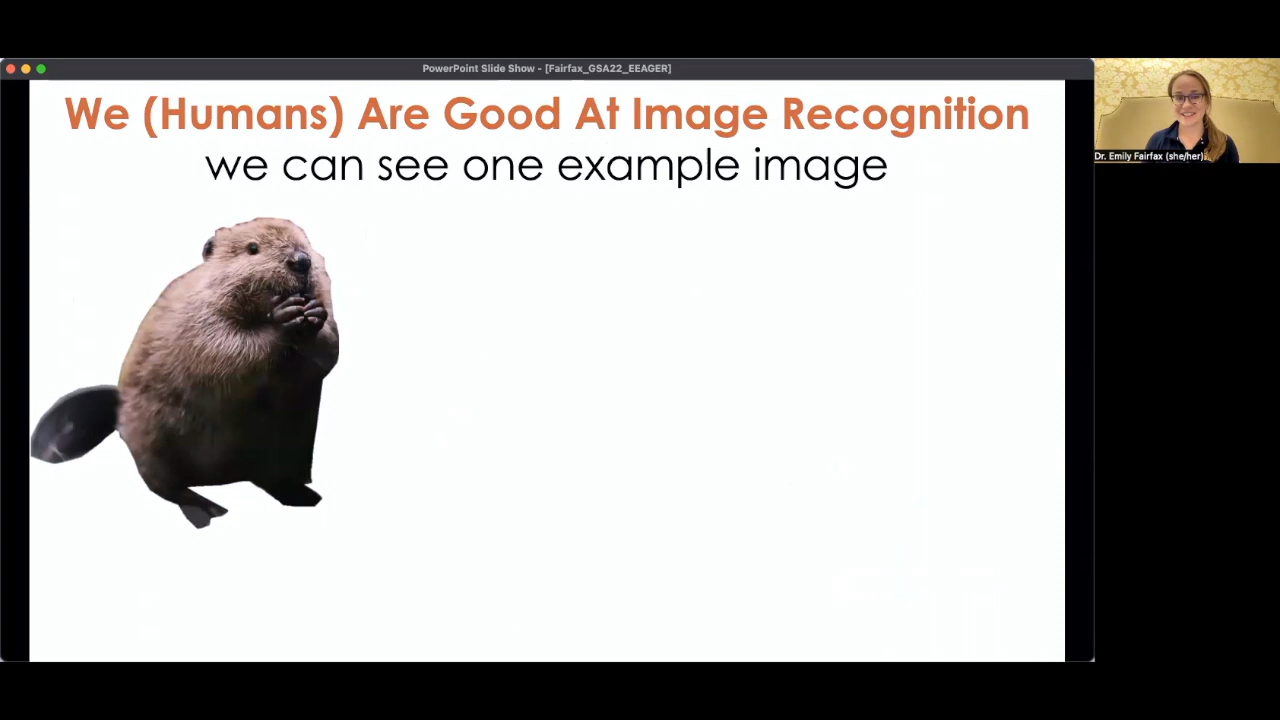 PowerPoint Slide Show - [Fairfax_GSA22_EEAGER]
We (Humans) Are Good At Image Recognition
we can see one example image
Dr. Emily Fairfax (she/her)